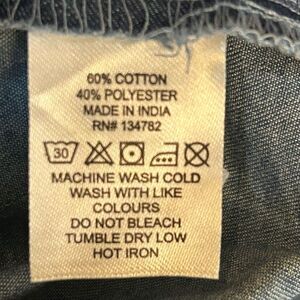 60% COTTON
40% POLYESTER
MADE IN INDIA
RN# 134782
30
MACHINE WASH COLD
WASH WITH LIKE
COLOURS
DO NOT BLEACH
TUMBLE DRY LOW
HOT IRON